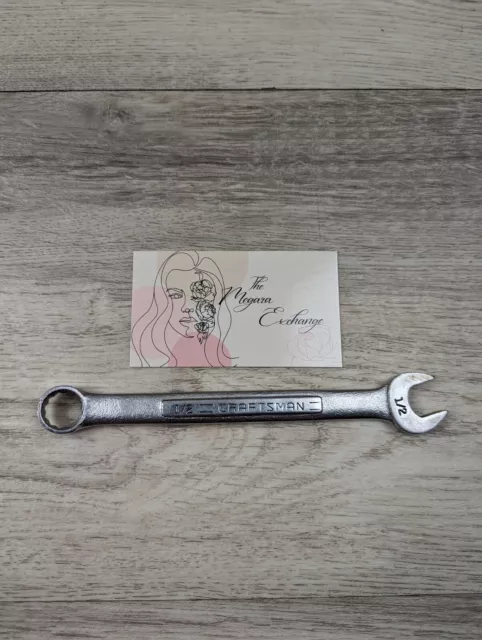 The
Megara
Exchange
1/2 CRAFTSMAN
1/2